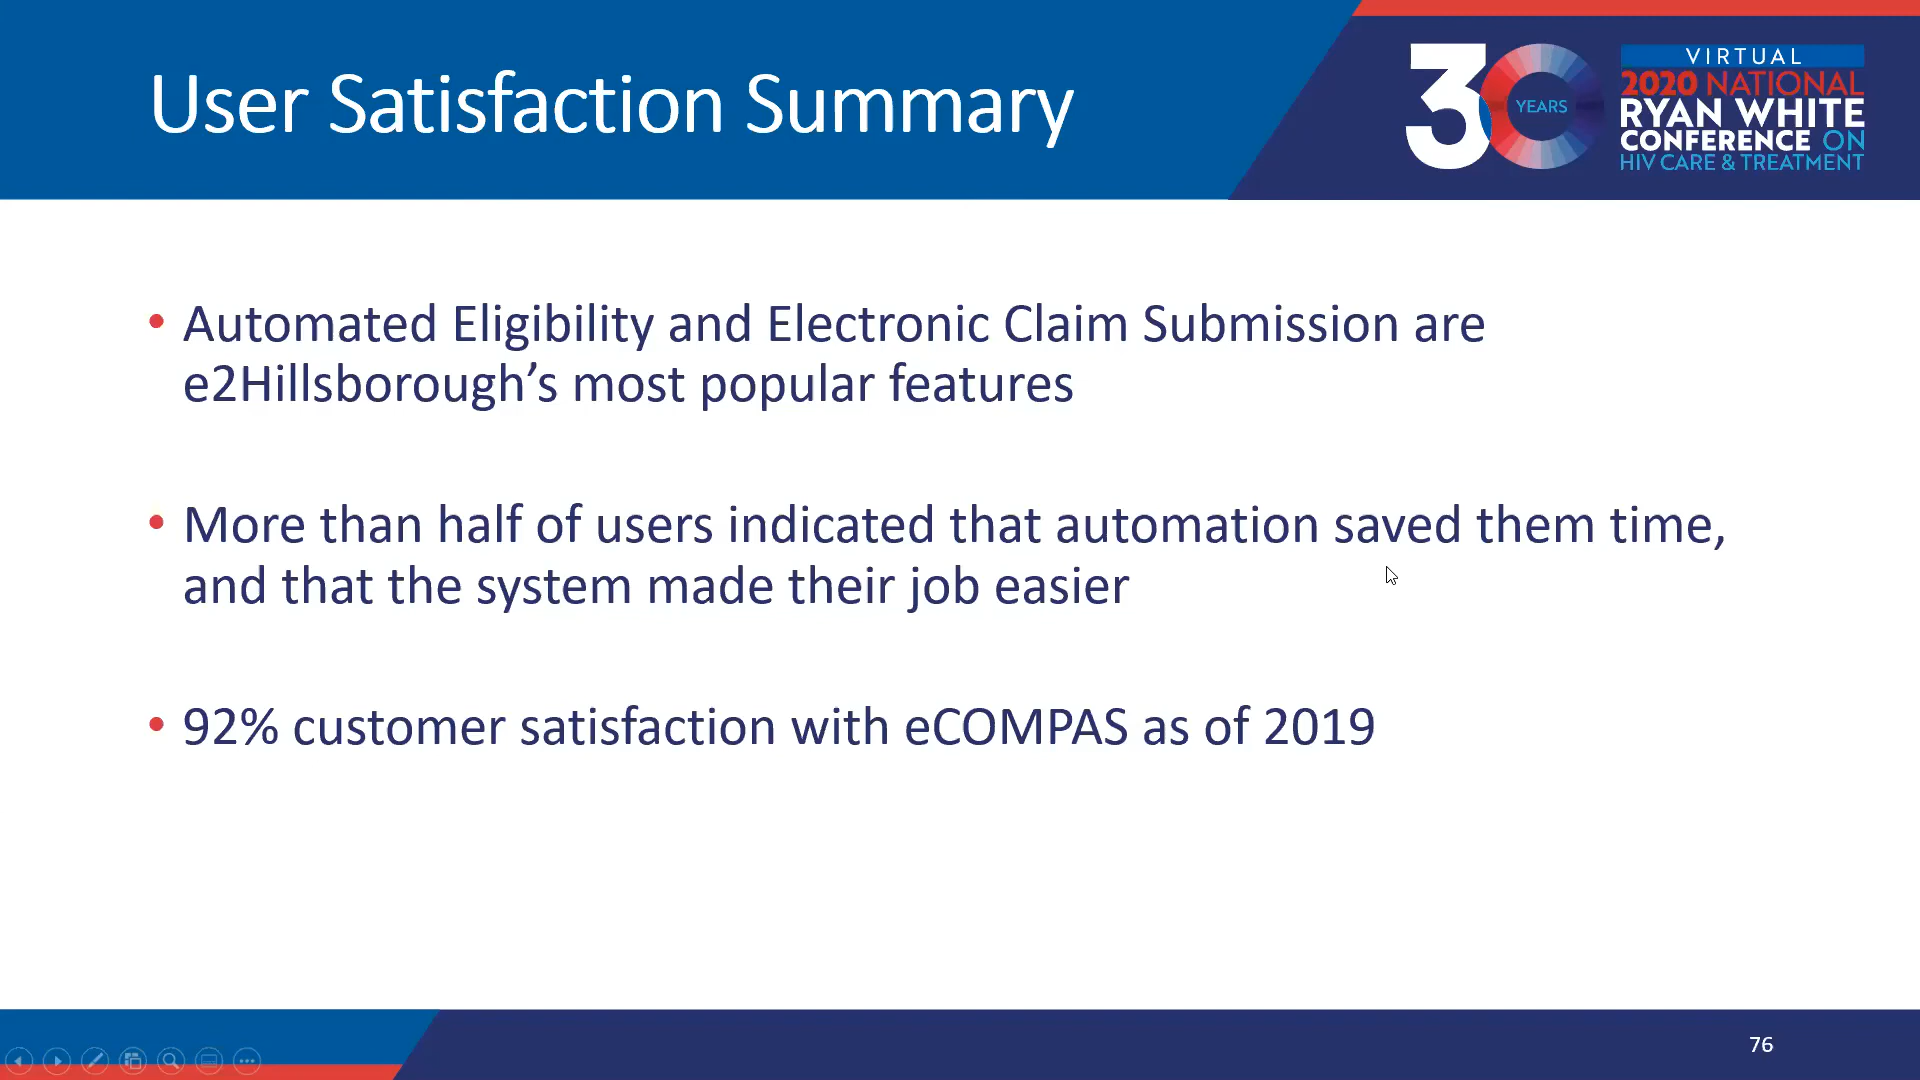 User Satisfaction Summary
30
YEARS
VIRTUAL
2020 NATIONAL
RYAN WHITE
CONFERENCE ON
HIV CARE & TREATMENT
• Automated Eligibility and Electronic Claim Submission are
e2Hillsborough’s most popular features
• More than half of users indicated that automation saved them time,
and that the system made their job easier
• 92% customer satisfaction with eCOMPAS as of 2019
76